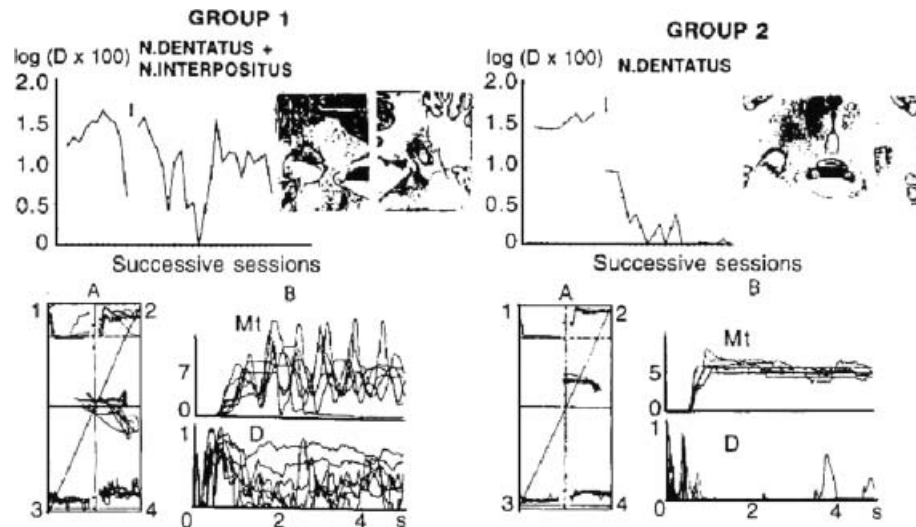 GROUP 1
log (D x 100)
N.DENTATUS +
N.INTERPOSITUS
2.0
1.5
1.0
0.5
0
Successive sessions
A
B
1
2
3
4
Mt
7
0
D
1
0
2
4
s
GROUP 2
log (D x 100)
N.DENTATUS
2.0
1.5
1.0
0.5
0
Successive sessions
A
B
1
2
3
4
Mt
5
0
D
1
0
2
4
s